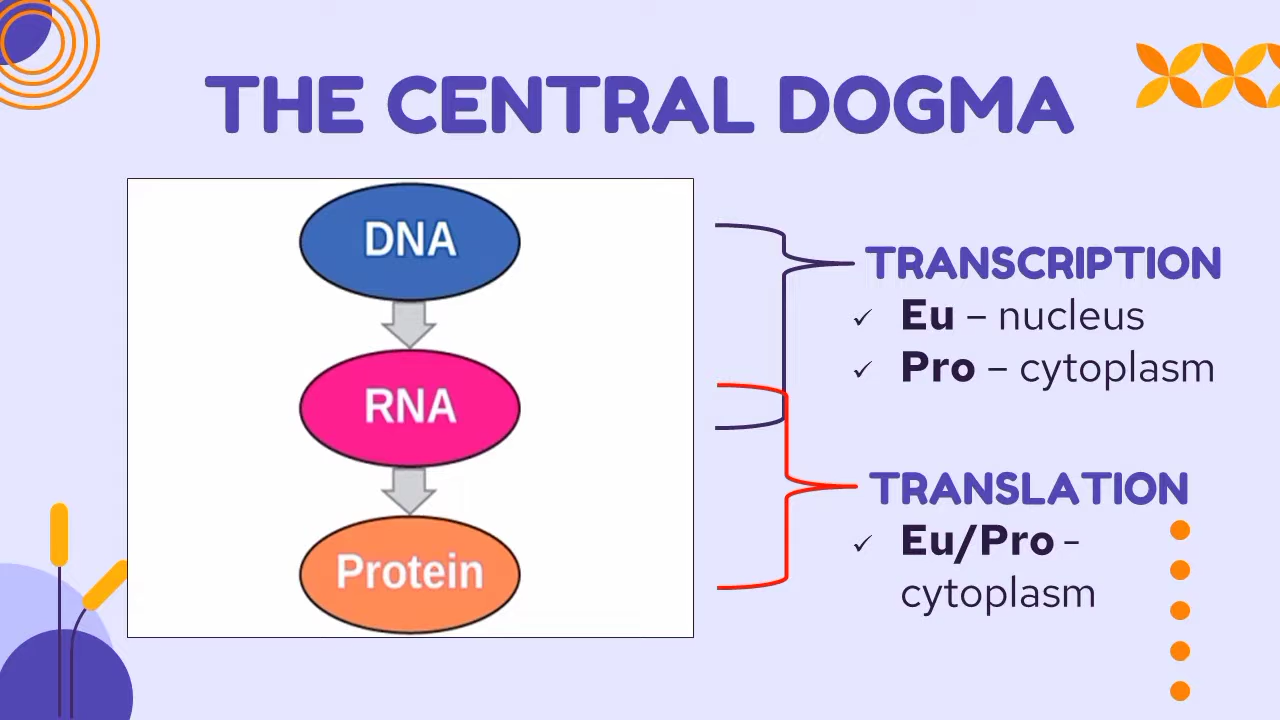 THE CENTRAL DOGMA
DNA
RNA
Protein
TRANSCRIPTION
✓ Eu – nucleus
✓ Pro – cytoplasm
TRANSLATION
✓ Eu/Pro –
cytoplasm